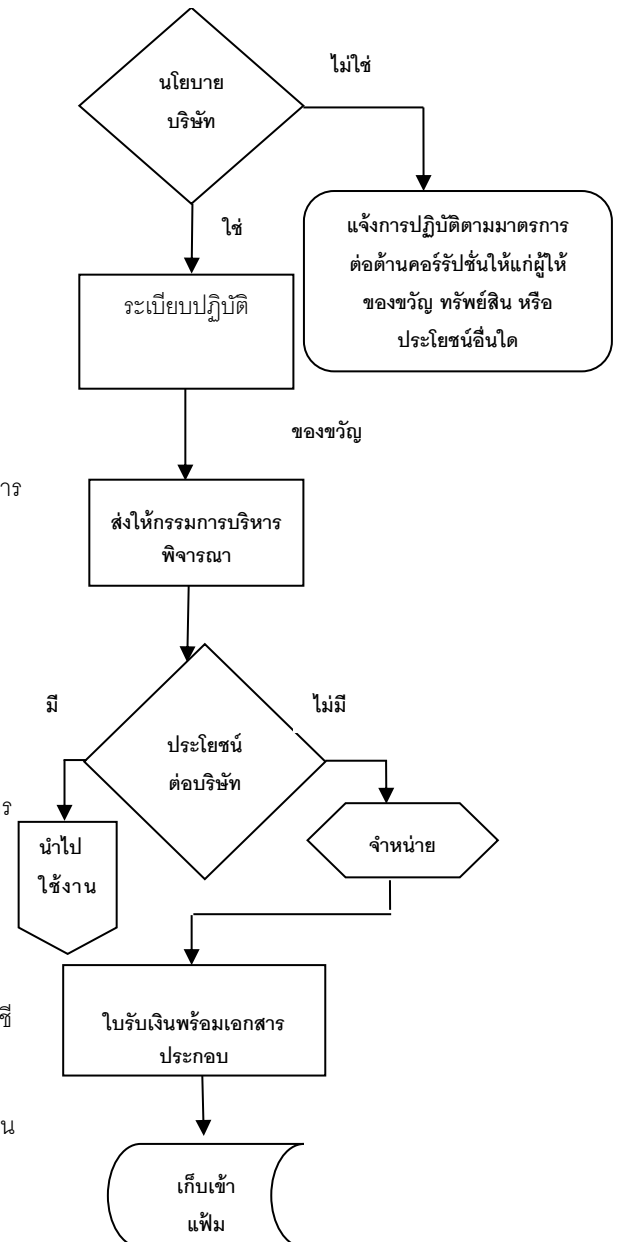 นโยบาย
บริษัท
ไม่ใช่
ใช่
แจ้งการปฏิบัติตามมาตรการ
ต่อต้านคอร์รัปชั่นให้แก่ผู้ให้
ของขวัญ ทรัพย์สิน หรือ
ประโยชน์อื่นใด
ระเบียบปฏิบัติ
ของขวัญ
าร
ส่งให้กรรมการบริหาร
พิจารณา
มี
ไม่มี
ประโยชน์
ต่อบริษัท
ร
นำไป
ใช้งาน
จำหน่าย
ชี
ใบรับเงินพร้อมเอกสาร
ประกอบ
น
เก็บเข้า
แฟ้ม